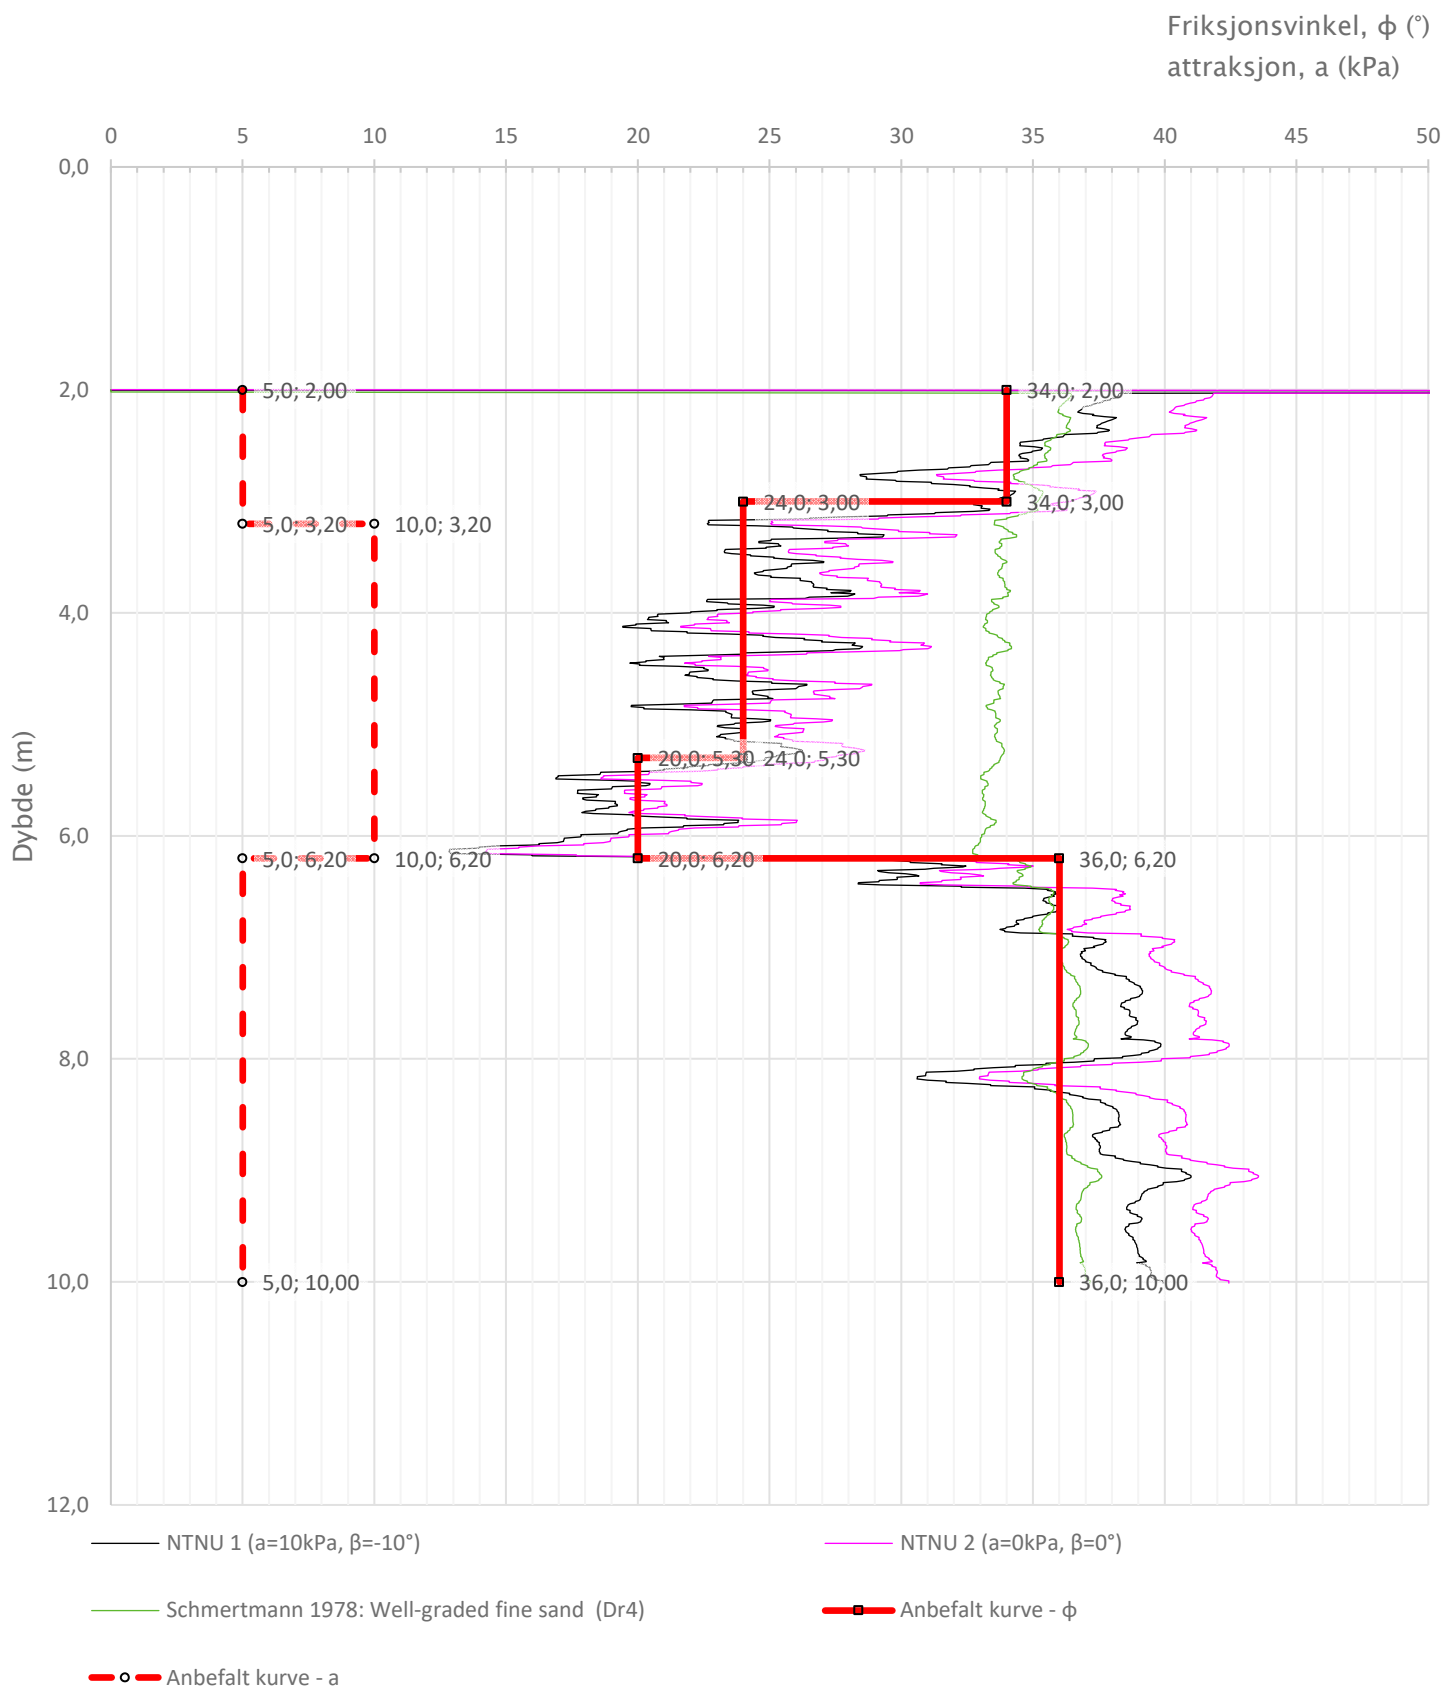 Friksjonsvinkel, ϕ (°)
attraksjon, a (kPa)
0 5 10 15 20 25 30 35 40 45 50
0,0
2,0
5,0; 2,00
34,0; 2,00
24,0; 3,00
34,0; 3,00
5,0; 3,20
10,0; 3,20
4,0
20,0; 5,30
24,0; 5,30
Dybde (m)
6,0
5,0; 6,20
10,0; 6,20
20,0; 6,20
36,0; 6,20
8,0
10,0
5,0; 10,00
36,0; 10,00
12,0
NTNU 1 (a=10kPa, β=-10°)
NTNU 2 (a=0kPa, β=0°)
Schmertmann 1978: Well-graded fine sand (Dr4)
Anbefalt kurve - ϕ
Anbefalt kurve - a